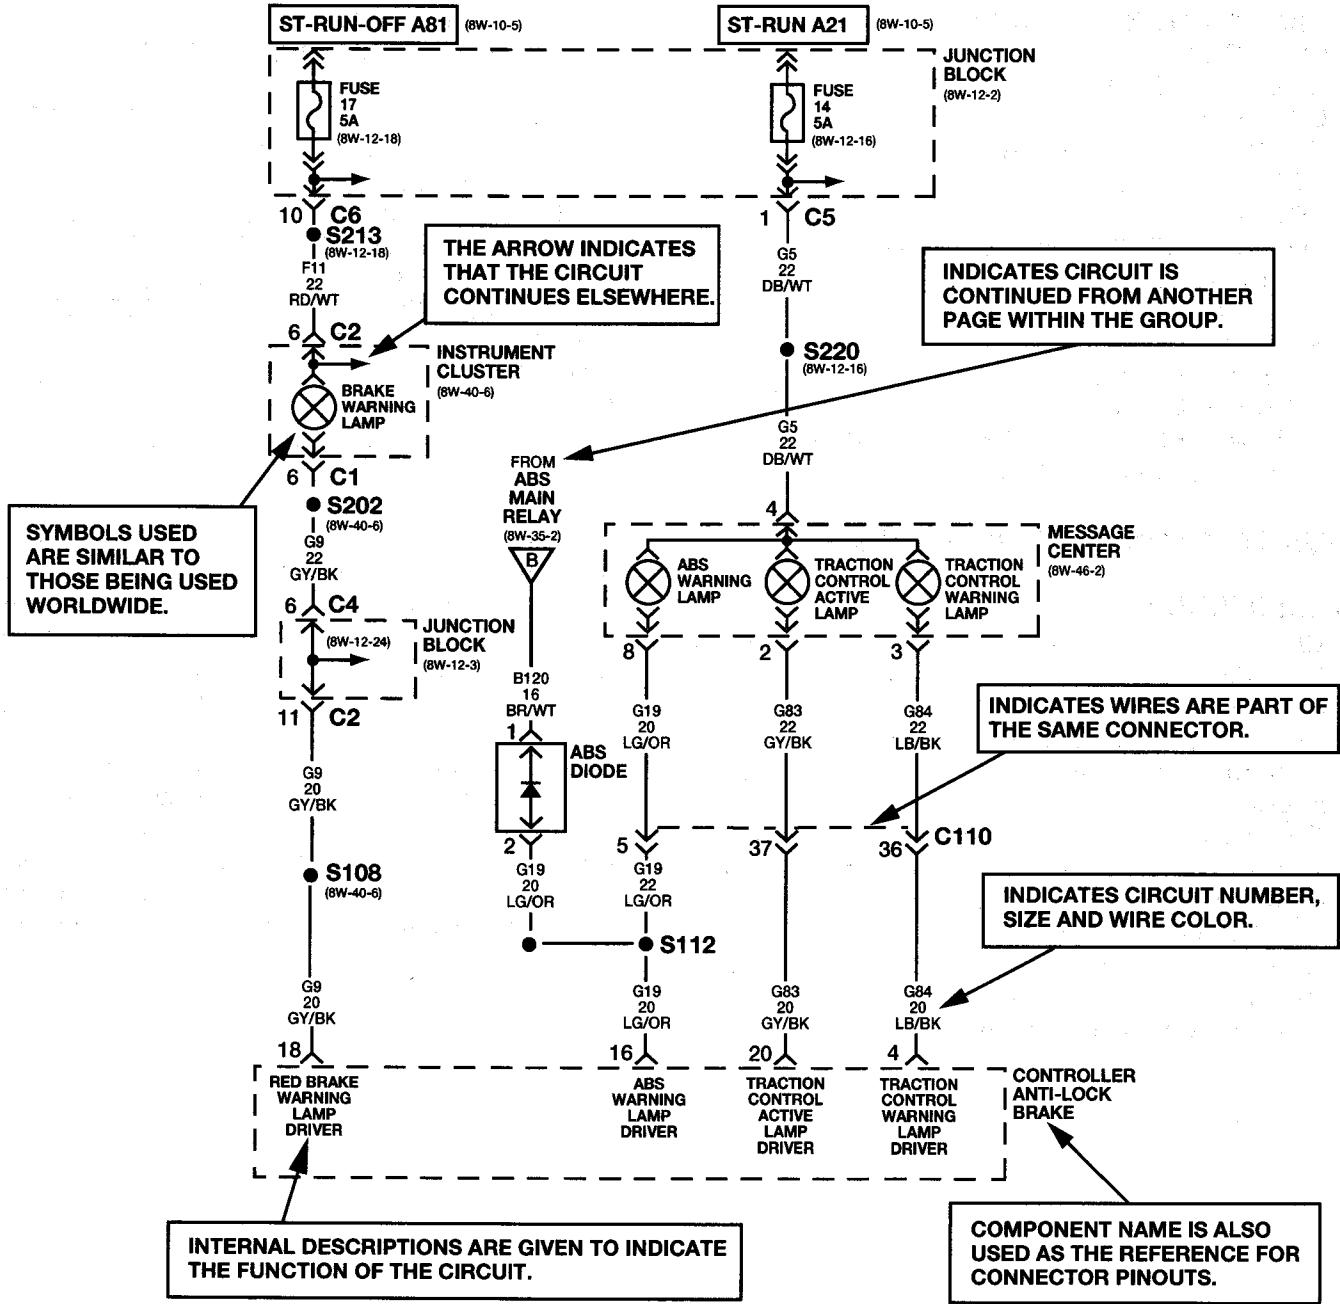 ST-RUN-OFF A81
(8W-10-5)
ST-RUN A21
(8W-10-5)
JUNCTION
BLOCK
(8W-12-2)
FUSE
17
5A
(8W-12-18)
FUSE
14
5A
(8W-12-16)
10
C6
S213
(8W-12-18)
F11
22
RD/WT
6
C2
1
C5
G5
22
DB/WT
THE ARROW INDICATES
THAT THE CIRCUIT
CONTINUES ELSEWHERE.
INDICATES CIRCUIT IS
CONTINUED FROM ANOTHER
PAGE WITHIN THE GROUP.
S220
(8W-12-16)
INSTRUMENT
CLUSTER
(8W-40-6)
BRAKE
WARNING
LAMP
G5
22
DB/WT
6
C1
S202
(8W-40-6)
G9
22
GY/BK
6
C4
SYMBOLS USED
ARE SIMILAR TO
THOSE BEING USED
WORLDWIDE.
FROM
ABS
MAIN
RELAY
(8W-35-2)
B
4
MESSAGE
CENTER
(8W-46-2)
ABS
WARNING
LAMP
TRACTION
CONTROL
ACTIVE
LAMP
TRACTION
CONTROL
WARNING
LAMP
(8W-12-24)
JUNCTION
BLOCK
(8W-12-3)
8
2
3
B120
16
BR/WT
1
11
C2
G19
20
LG/OR
G83
22
GY/BK
G84
22
LB/BK
INDICATES WIRES ARE PART OF
THE SAME CONNECTOR.
ABS
DIODE
G9
20
GY/BK
2
5
37
36
C110
G19
20
LG/OR
G19
22
LG/OR
S108
(8W-40-6)
INDICATES CIRCUIT NUMBER,
SIZE AND WIRE COLOR.
S112
G9
20
GY/BK
G19
20
LG/OR
G83
20
GY/BK
G84
20
LB/BK
18
16
20
4
RED BRAKE
WARNING
LAMP
DRIVER
ABS
WARNING
LAMP
DRIVER
TRACTION
CONTROL
ACTIVE
LAMP
DRIVER
TRACTION
CONTROL
WARNING
LAMP
DRIVER
CONTROLLER
ANTI-LOCK
BRAKE
INTERNAL DESCRIPTIONS ARE GIVEN TO INDICATE
THE FUNCTION OF THE CIRCUIT.
COMPONENT NAME IS ALSO
USED AS THE REFERENCE FOR
CONNECTOR PINOUTS.